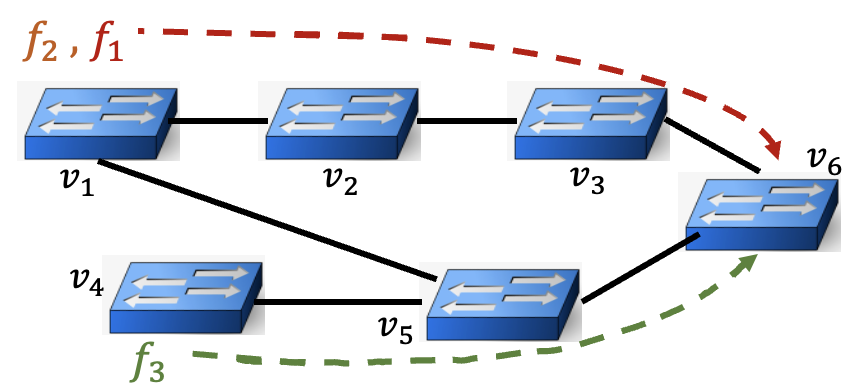 f₂ , f₁
v₁
v₂
v₃
v₆
v₄
v₅
f₃